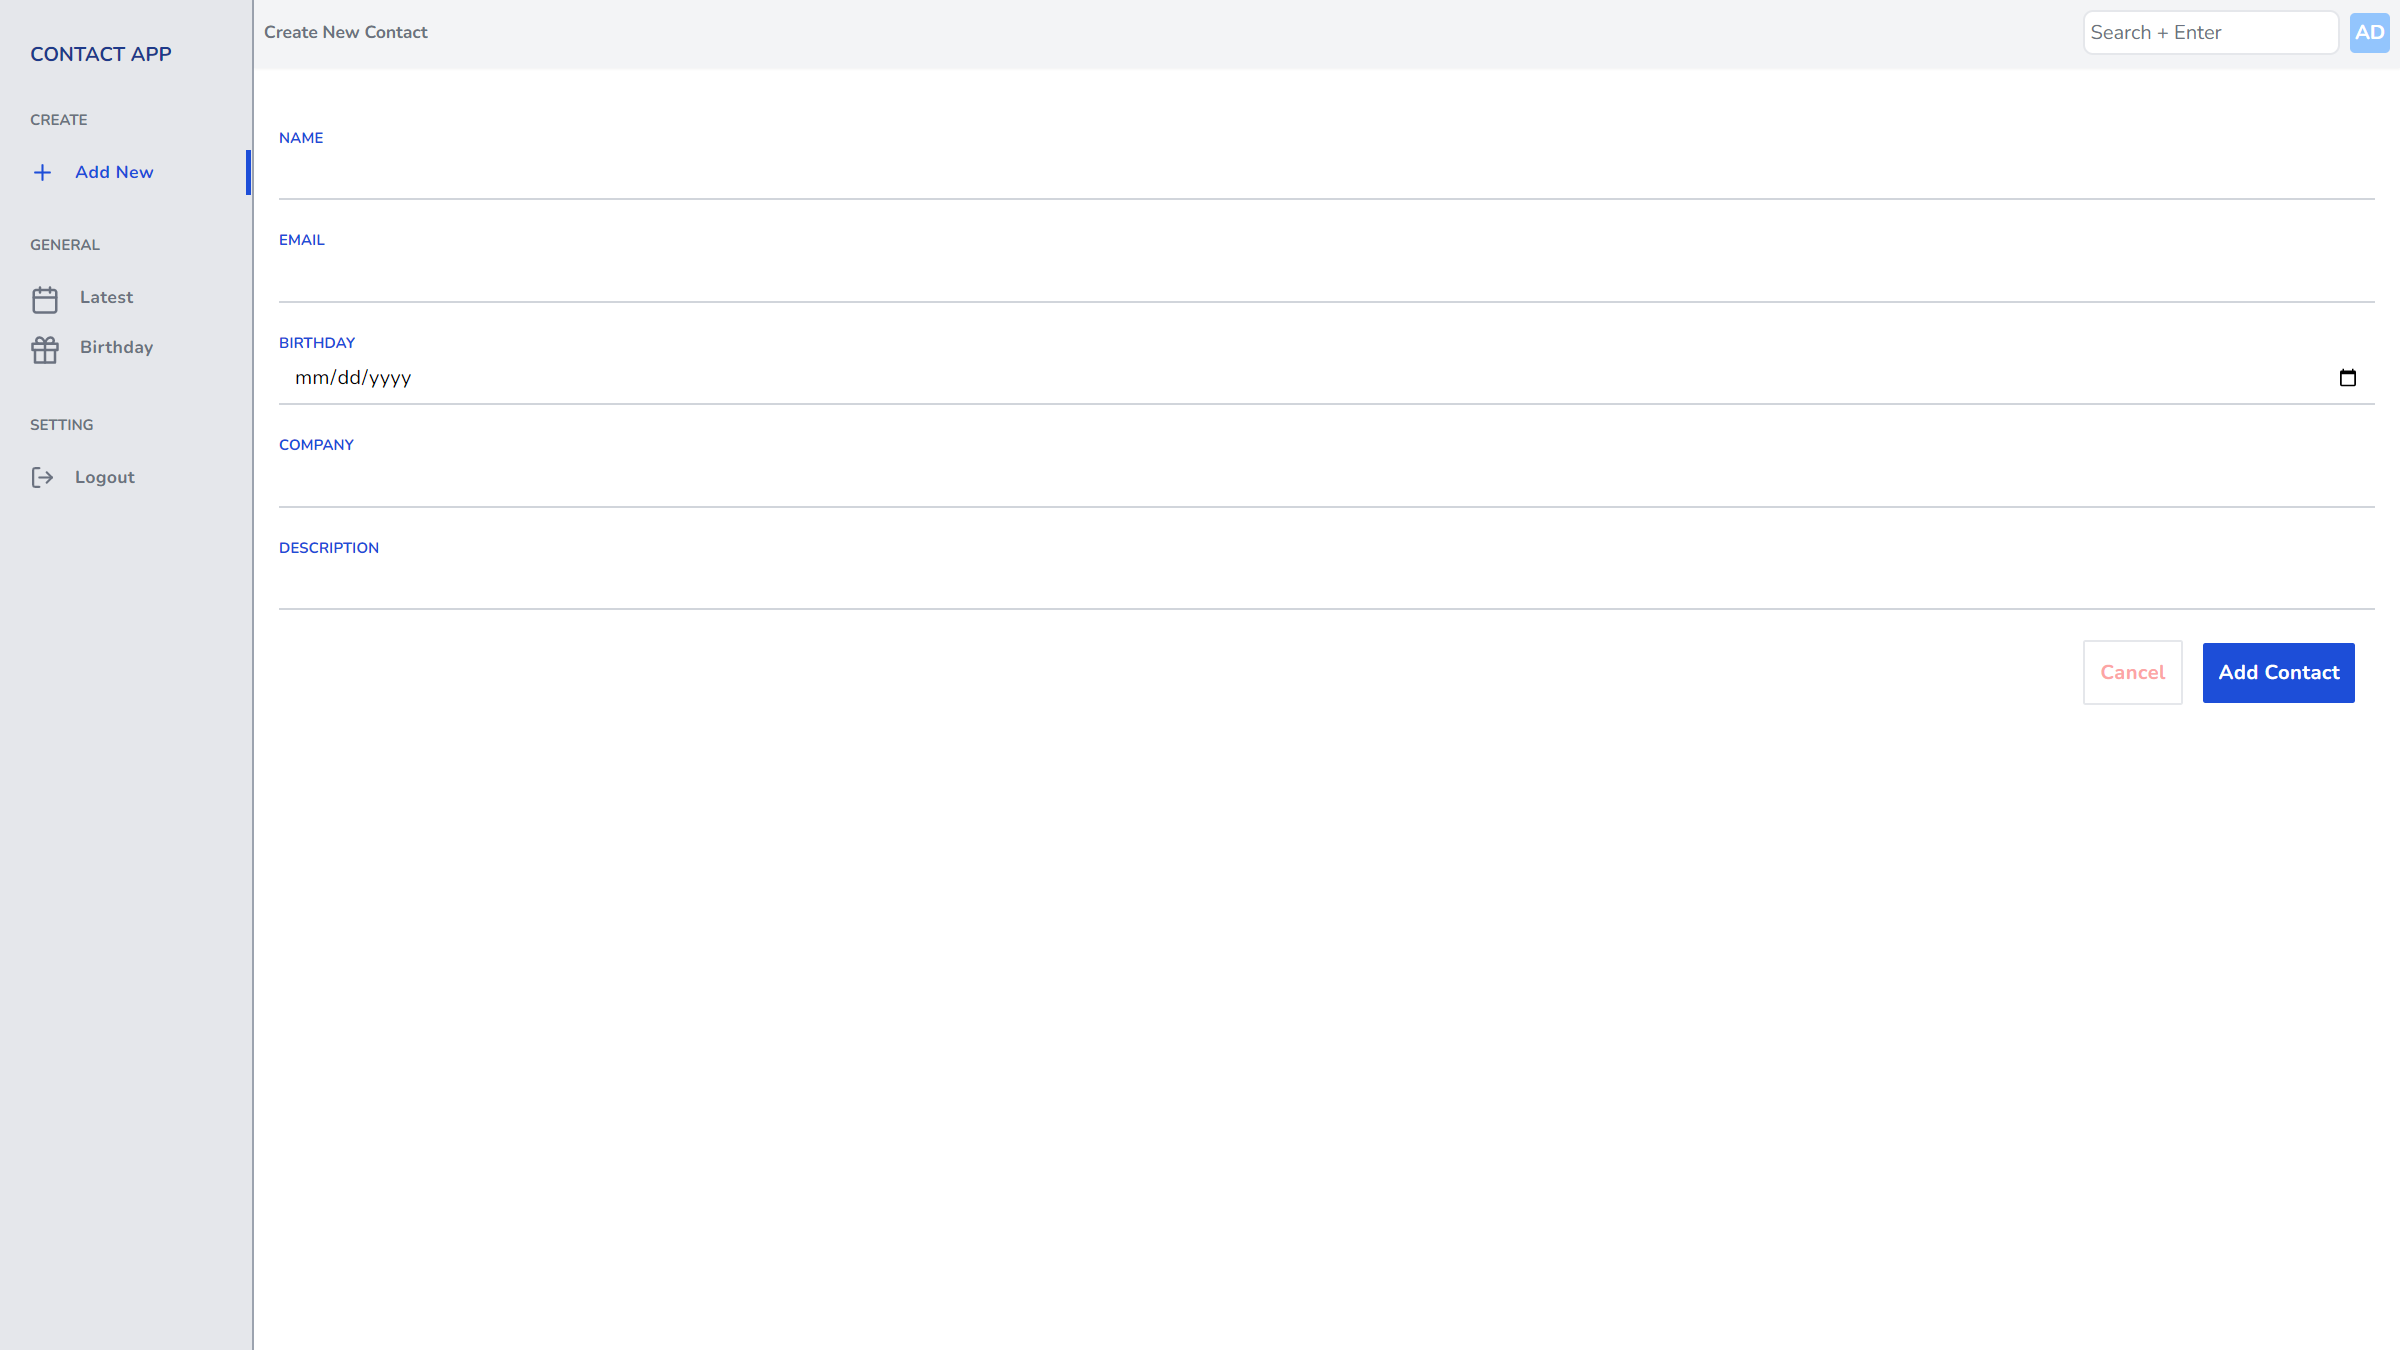 CONTACT APP
CREATE
Add New
GENERAL
Latest
Birthday
SETTING
Logout
Create New Contact
Search + Enter
AD
NAME
EMAIL
BIRTHDAY
mm/dd/yyyy
COMPANY
DESCRIPTION
Cancel
Add Contact